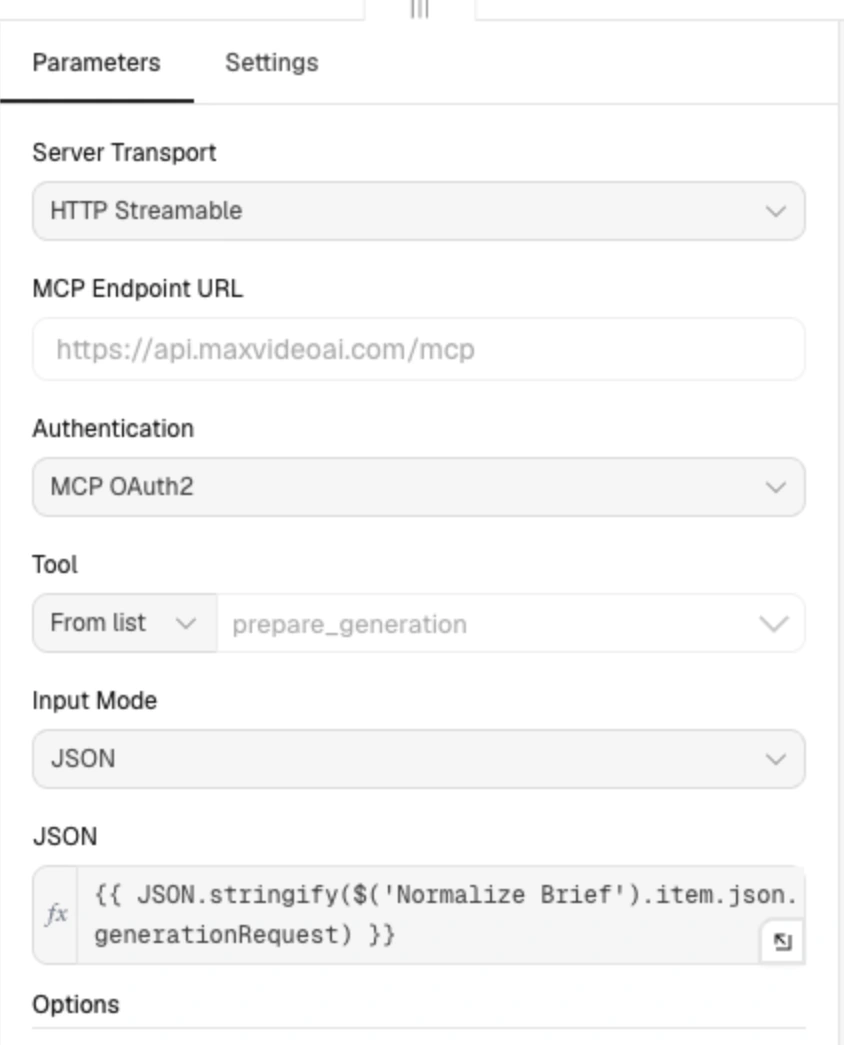 Parameters
Settings
Server Transport
HTTP Streamable
MCP Endpoint URL
https://api.maxvideoai.com/mcp
Authentication
MCP OAuth2
Tool
From list
prepare_generation
Input Mode
JSON
JSON
fx
{{ JSON.stringify($('Normalize Brief').item.json.
generationRequest) }}
Options